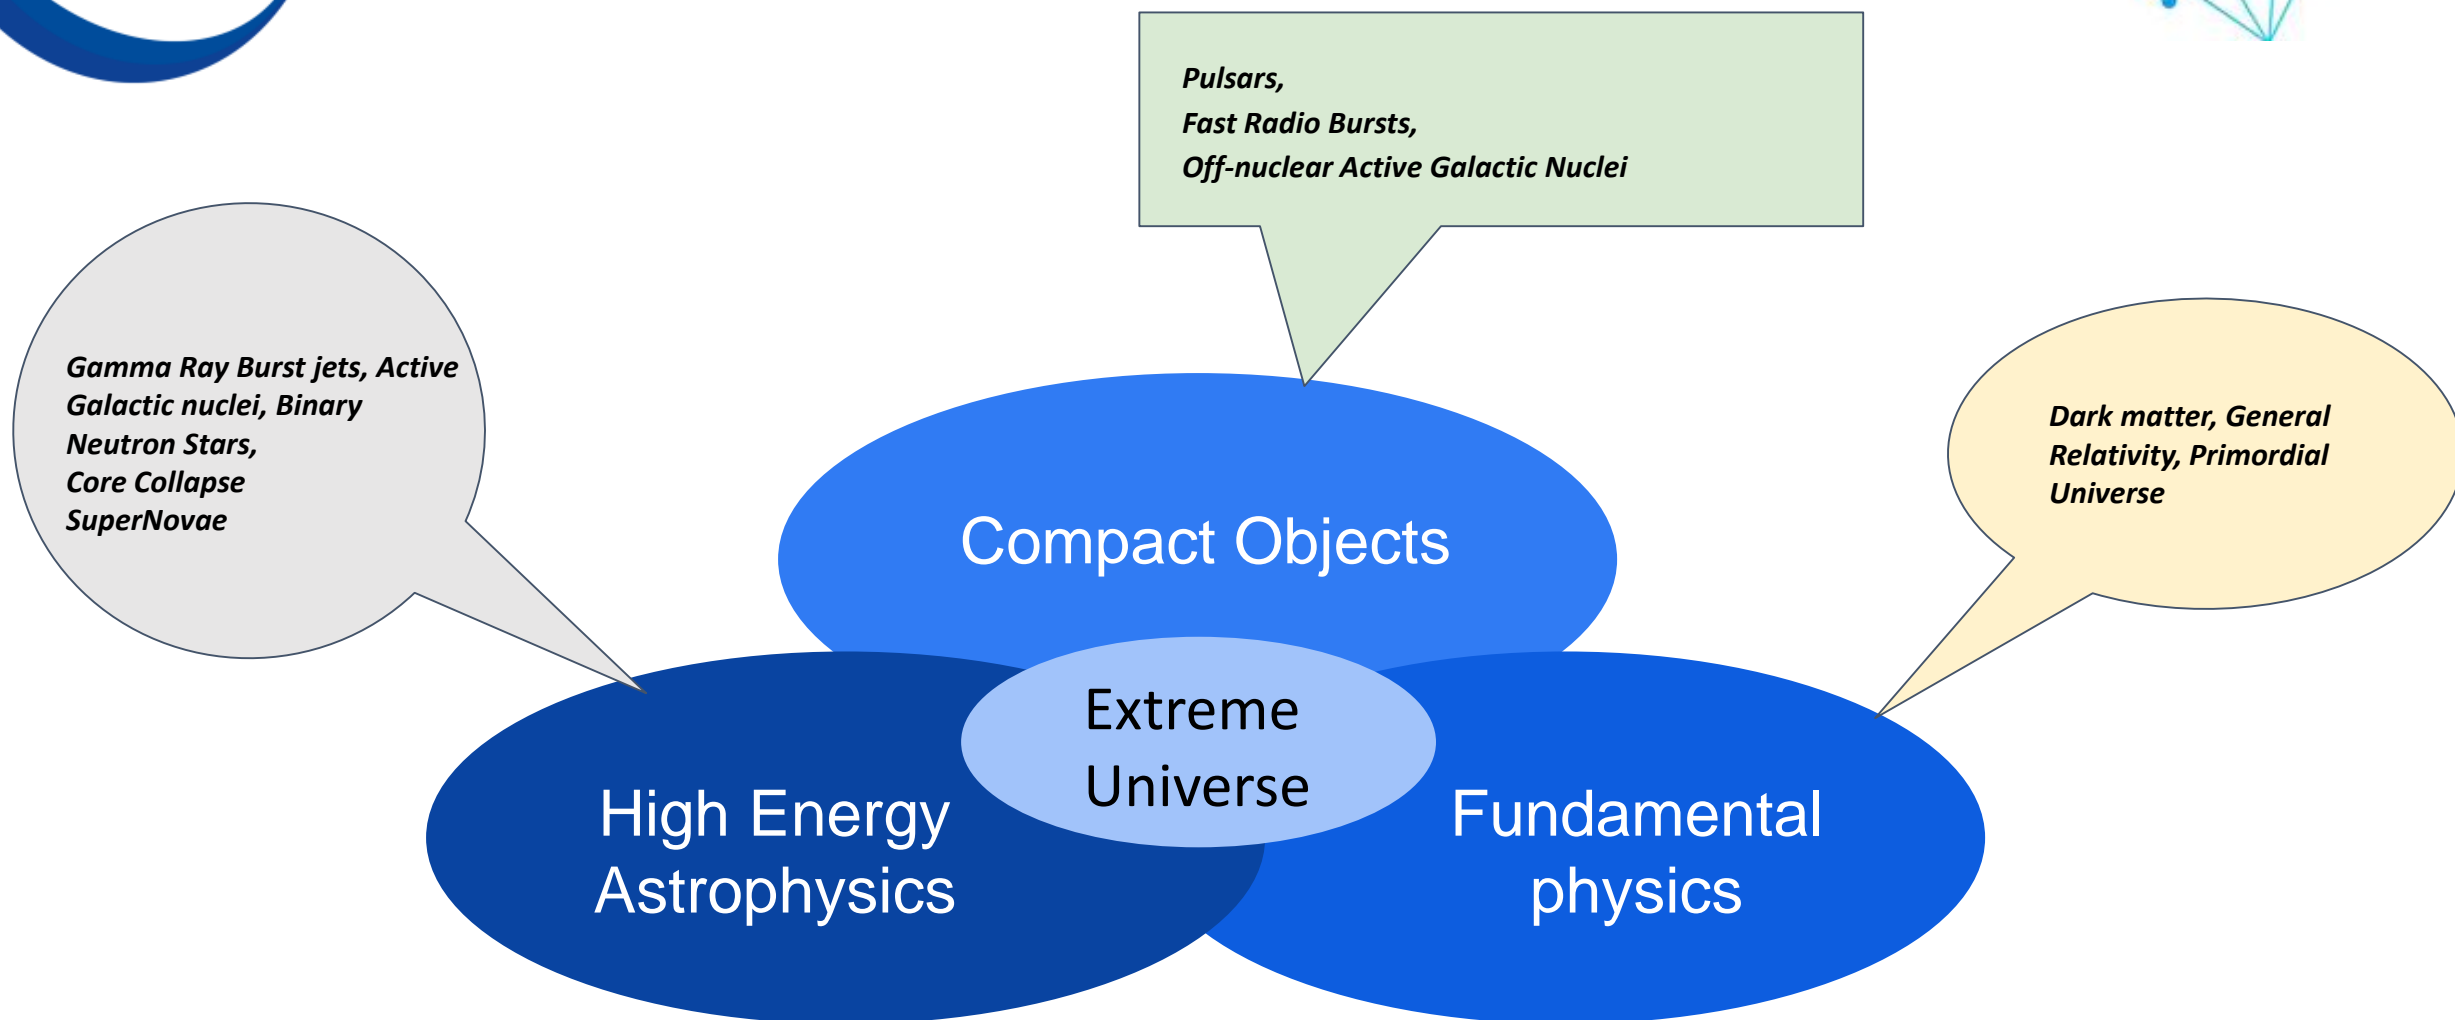 Pulsars,
Fast Radio Bursts,
Off-nuclear Active Galactic Nuclei
Gamma Ray Burst jets, Active
Galactic nuclei, Binary
Neutron Stars,
Core Collapse
SuperNovae
Dark matter, General
Relativity, Primordial
Universe
Compact Objects
Extreme
Universe
High Energy
Astrophysics
Fundamental
physics